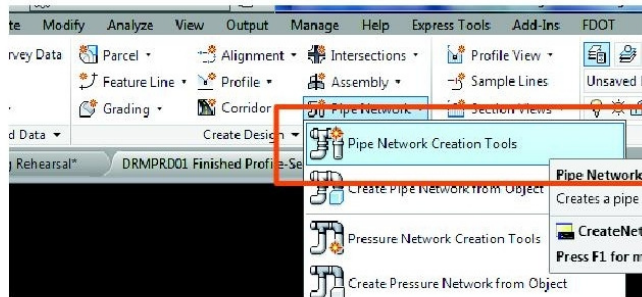 Modify Analyze View Output Manage Help Express Tools Add-Ins FDOT
Survey Data Parcel Alignment Intersections Profile View
Feature Line Profile Assembly Sample Lines Unsaved
Grading Corridor Pipe Network Section Views
Data Create Design
Rehearsal* DRMPRD01 Finished Profile-Se
Pipe Network Creation Tools
Pipe Network
Create Pipe Network from Object
Creates a pipe
Pressure Network Creation Tools
CreateNet
Press F1 for m
Create Pressure Network from Object